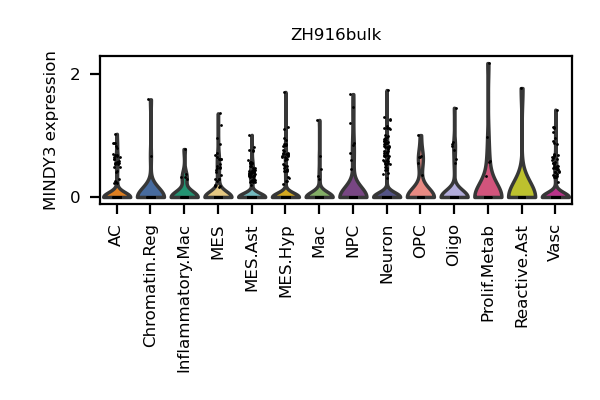 ZH916bulk
MINDY3 expression
2
0
AC
Chromatin.Reg
Inflammatory.Mac
MES
MES.Ast
MES.Hyp
Mac
NPC
Neuron
OPC
Oligo
Prolif.Metab
Reactive.Ast
Vasc